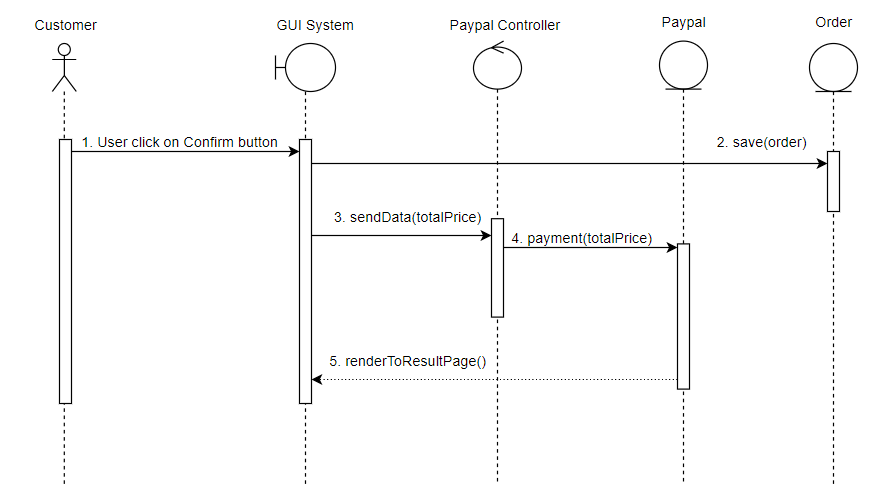 Customer
GUI System
Paypal Controller
Paypal
Order
1. User click on Confirm button
2. save(order)
3. sendData(totalPrice)
4. payment(totalPrice)
5. renderToResultPage()